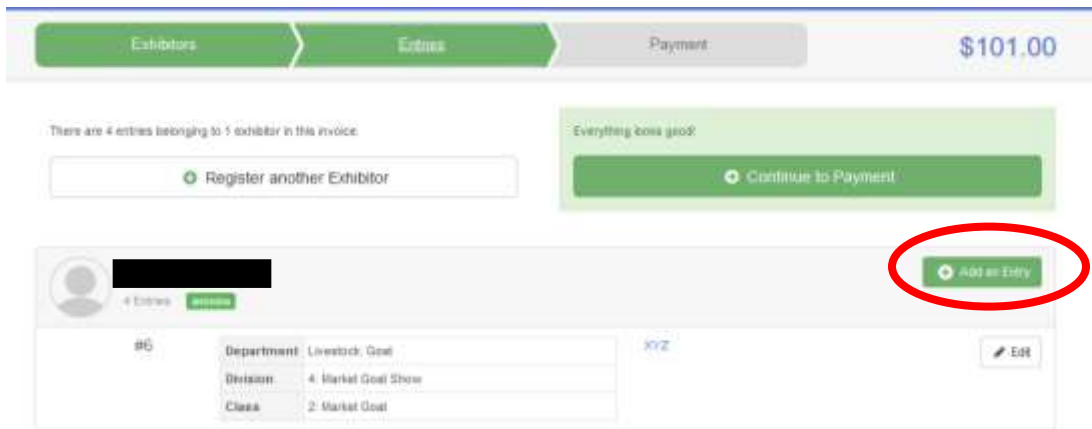 Exhibitors Entries Payment $101.00
There are 4 entries belonging to 1 exhibitor in this invoice. Everything looks good!
Register another Exhibitor Continue to Payment
Add an Entry
4 Entries
#6 Department Livestock: Goat XYZ Edit
Division 4: Market Goat Show
Class 2: Market Goat